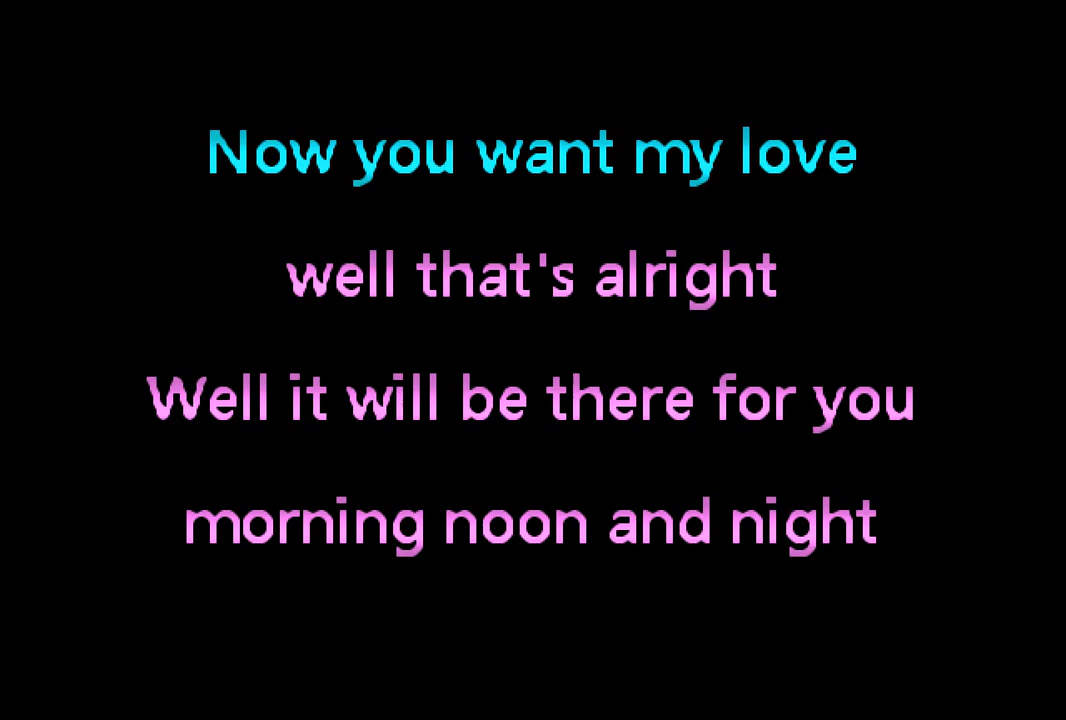 Now you want my love
well that's alright
Well it will be there for you
morning noon and night